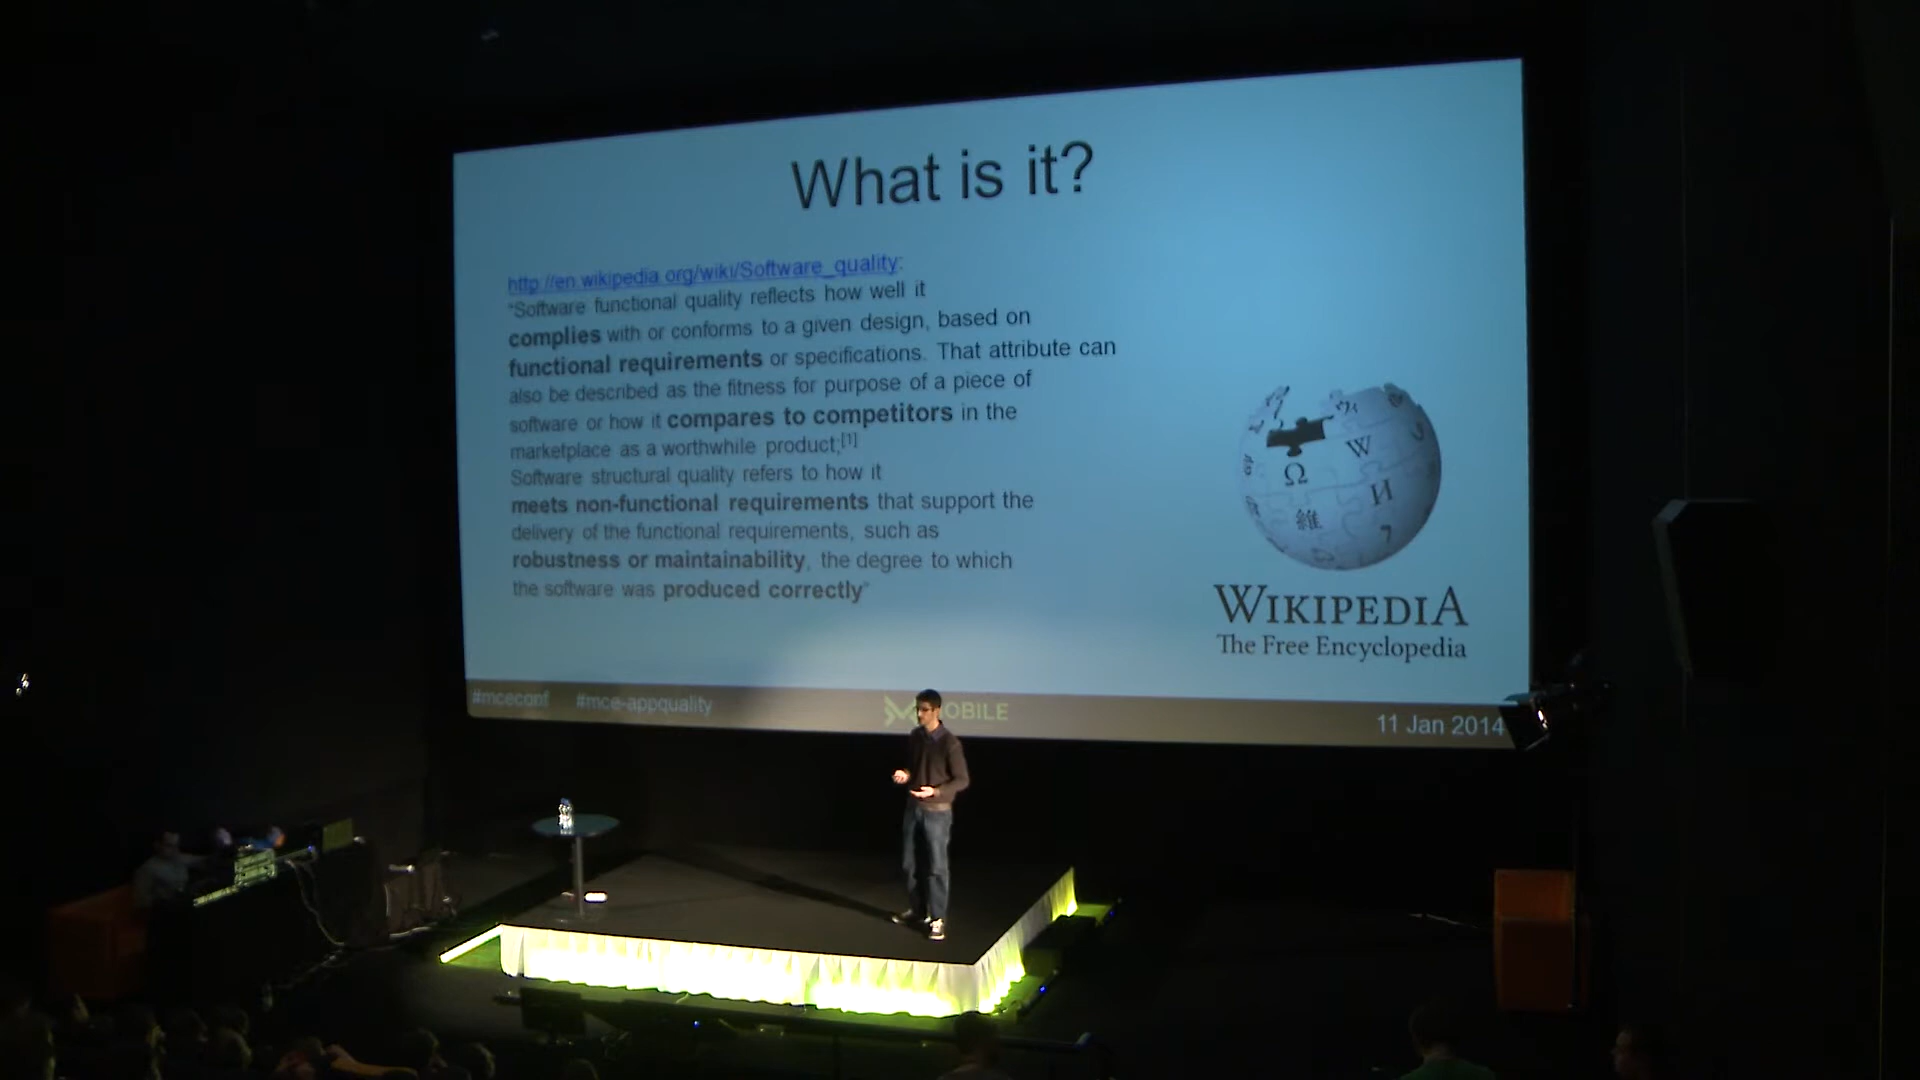 What is it?
http://en.wikipedia.org/wiki/Software_quality:
"Software functional quality reflects how well it
complies with or conforms to a given design, based on
functional requirements or specifications. That attribute can
also be described as the fitness for purpose of a piece of
software or how it compares to competitors in the
marketplace as a worthwhile product;[1]
Software structural quality refers to how it
meets non-functional requirements that support the
delivery of the functional requirements, such as
robustness or maintainability, the degree to which
the software was produced correctly"
Ω W И
維 7
WIKIPEDIA
The Free Encyclopedia
#mceconf #mce-appquality
OBILE
11 Jan 2014